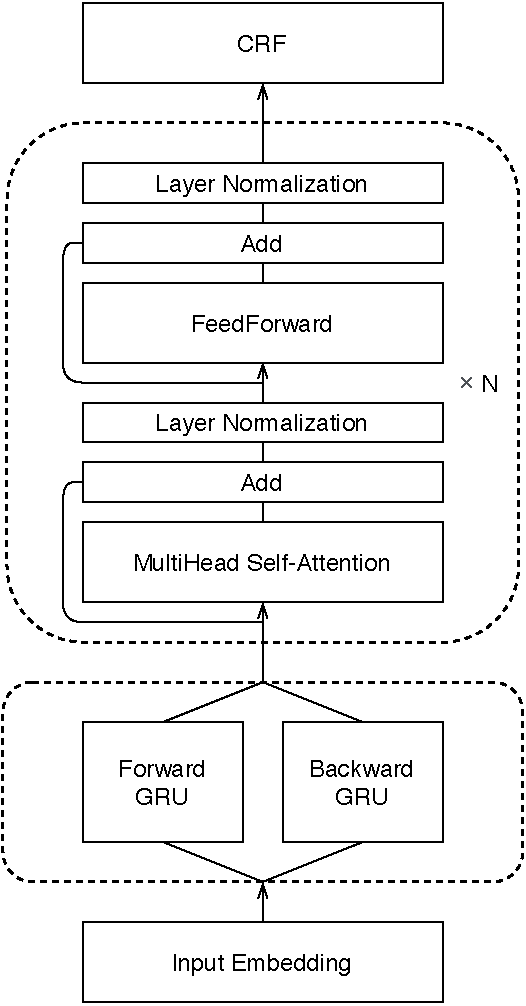 CRF
Layer Normalization
Add
FeedForward
× N
Layer Normalization
Add
MultiHead Self-Attention
Forward
GRU
Backward
GRU
Input Embedding